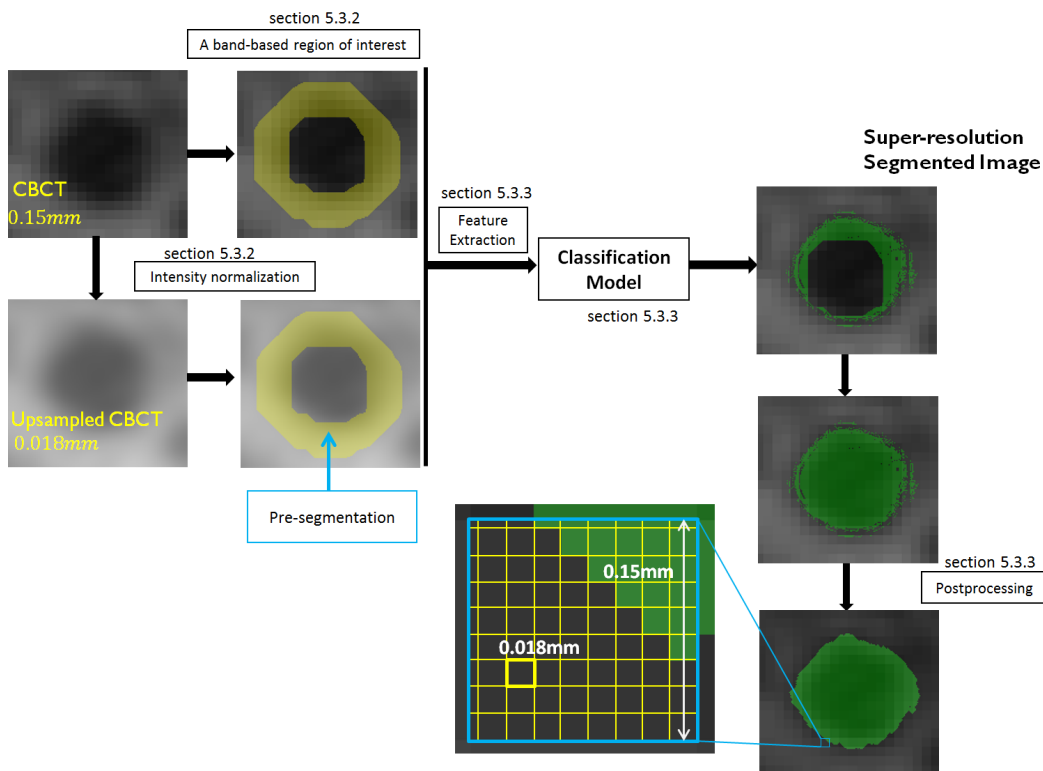 section 5.3.2
A band-based region of interest
CBCT
0.15mm
section 5.3.2
Intensity normalization
Upsampled CBCT
0.018mm
Pre-segmentation
section 5.3.3
Feature
Extraction
Classification
Model
section 5.3.3
Super-resolution
Segmented Image
section 5.3.3
Postprocessing
0.15mm
0.018mm